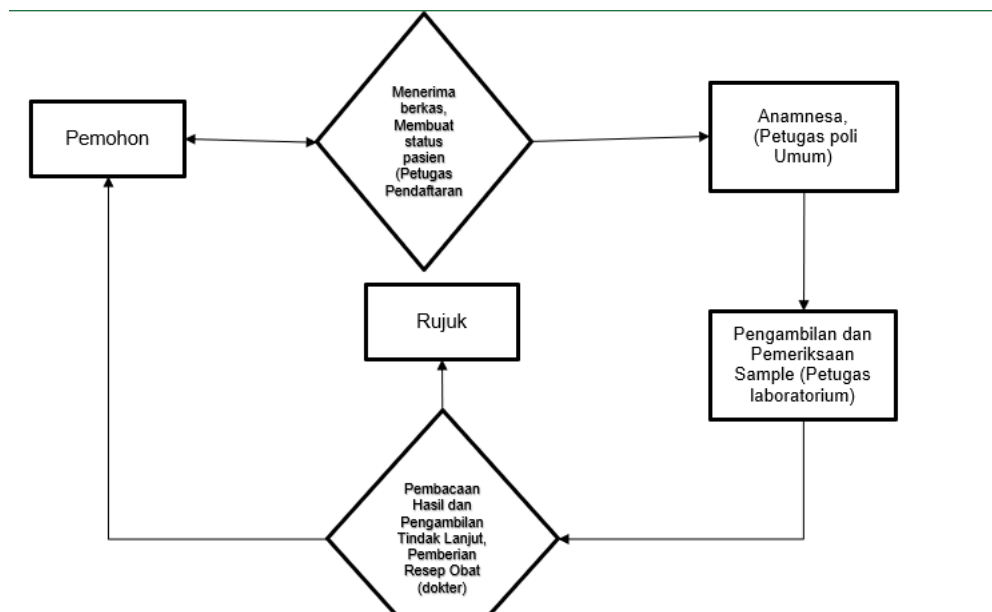 Pemohon
Menerima
berkas,
Membuat
status
pasien
(Petugas
Pendaftaran
Anamnesa,
(Petugas poli
Umum)
Rujuk
Pengambilan dan
Pemeriksaan
Sample (Petugas
laboratorium)
Pembacaan
Hasil dan
Pengambilan
Tindak Lanjut,
Pemberian
Resep Obat
(dokter)